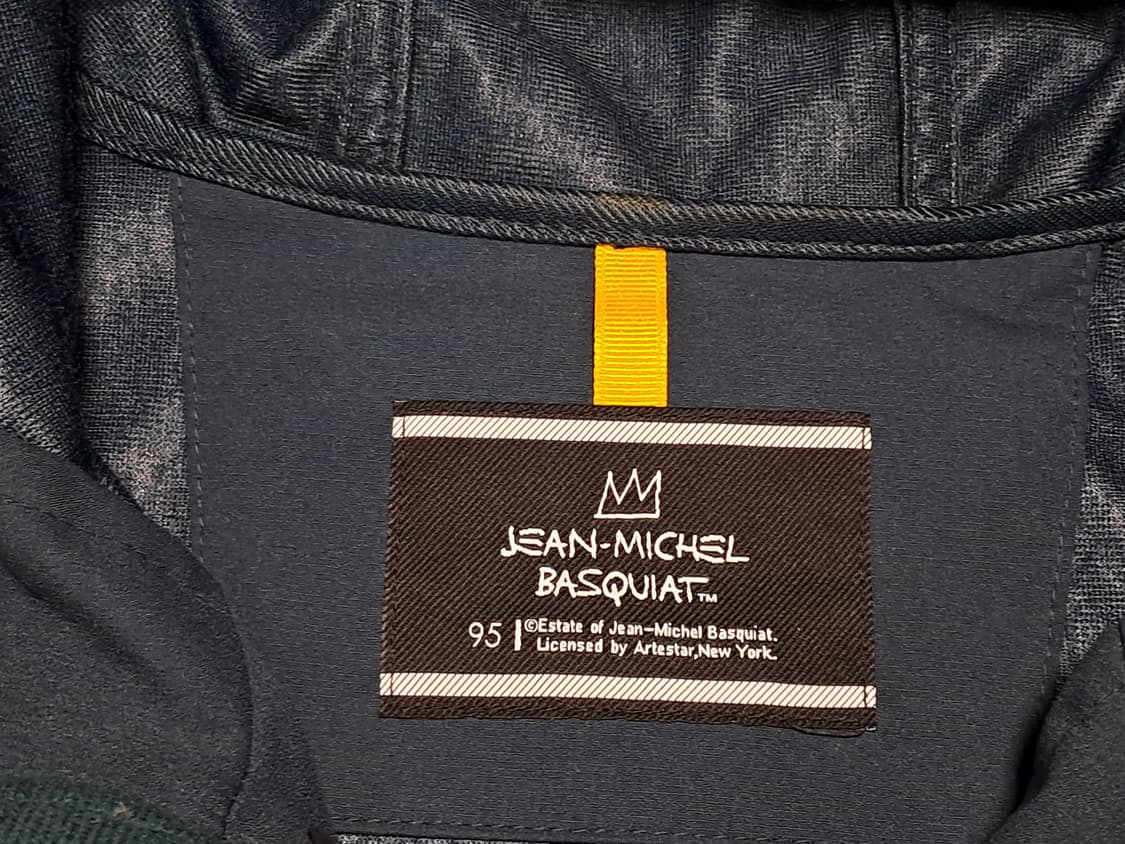 JEAN-MICHEL
BASQUIAT™
95 ©Estate of Jean-Michel Basquiat.
Licensed by Artestar,New York.